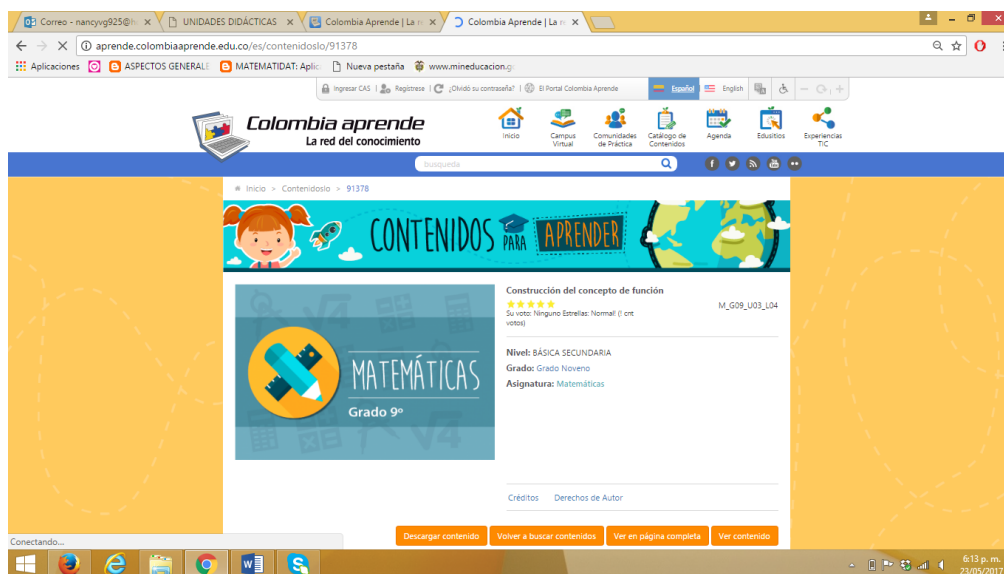 Correo - nancyvg925@h
UNIDADES DIDÁCTICAS
Colombia Aprende | La r
Colombia Aprende | La r
aprende.colombiaaprende.edu.co/es/contenidoslo/91378
Aplicaciones
ASPECTOS GENERALE
MATEMATIDAT: Aplic
Nueva pestaña
www.mineducacion.g
Ingresar CAS | Registrese | ¿Olvidó su contraseña? | El Portal Colombia Aprende
Español
English
Colombia aprende
La red del conocimiento
Inicio
Campus Virtual
Comunidades de Práctica
Catálogo de Contenidos
Agenda
Edusitios
Experiencias TIC
busqueda
Inicio > Contenidoslo > 91378
CONTENIDOS PARA APRENDER
MATEMÁTICAS
Grado 9º
Construcción del concepto de función
Su voto: Ninguno Estrellas: Normal! (! cnt
votos)
M_G09_U03_L04
Nivel: BÁSICA SECUNDARIA
Grado: Grado Noveno
Asignatura: Matemáticas
Créditos
Derechos de Autor
Descargar contenido
Volver a buscar contenidos
Ver en página completa
Ver contenido
Conectando...
6:13 p. m.
23/05/2017